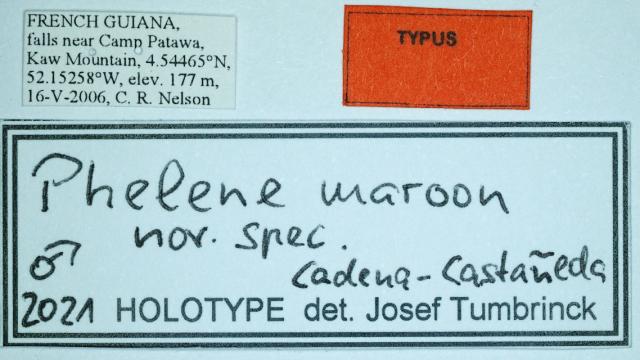 FRENCH GUIANA,
falls near Camp Patawa,
Kaw Mountain, 4.54465°N,
52.15258°W, elev. 177 m,
16-V-2006, C. R. Nelson
TYPUS
Phelene maroon
nov. spec.
♂ Cadena-Castañeda
2021 HOLOTYPE det. Josef Tumbrinck